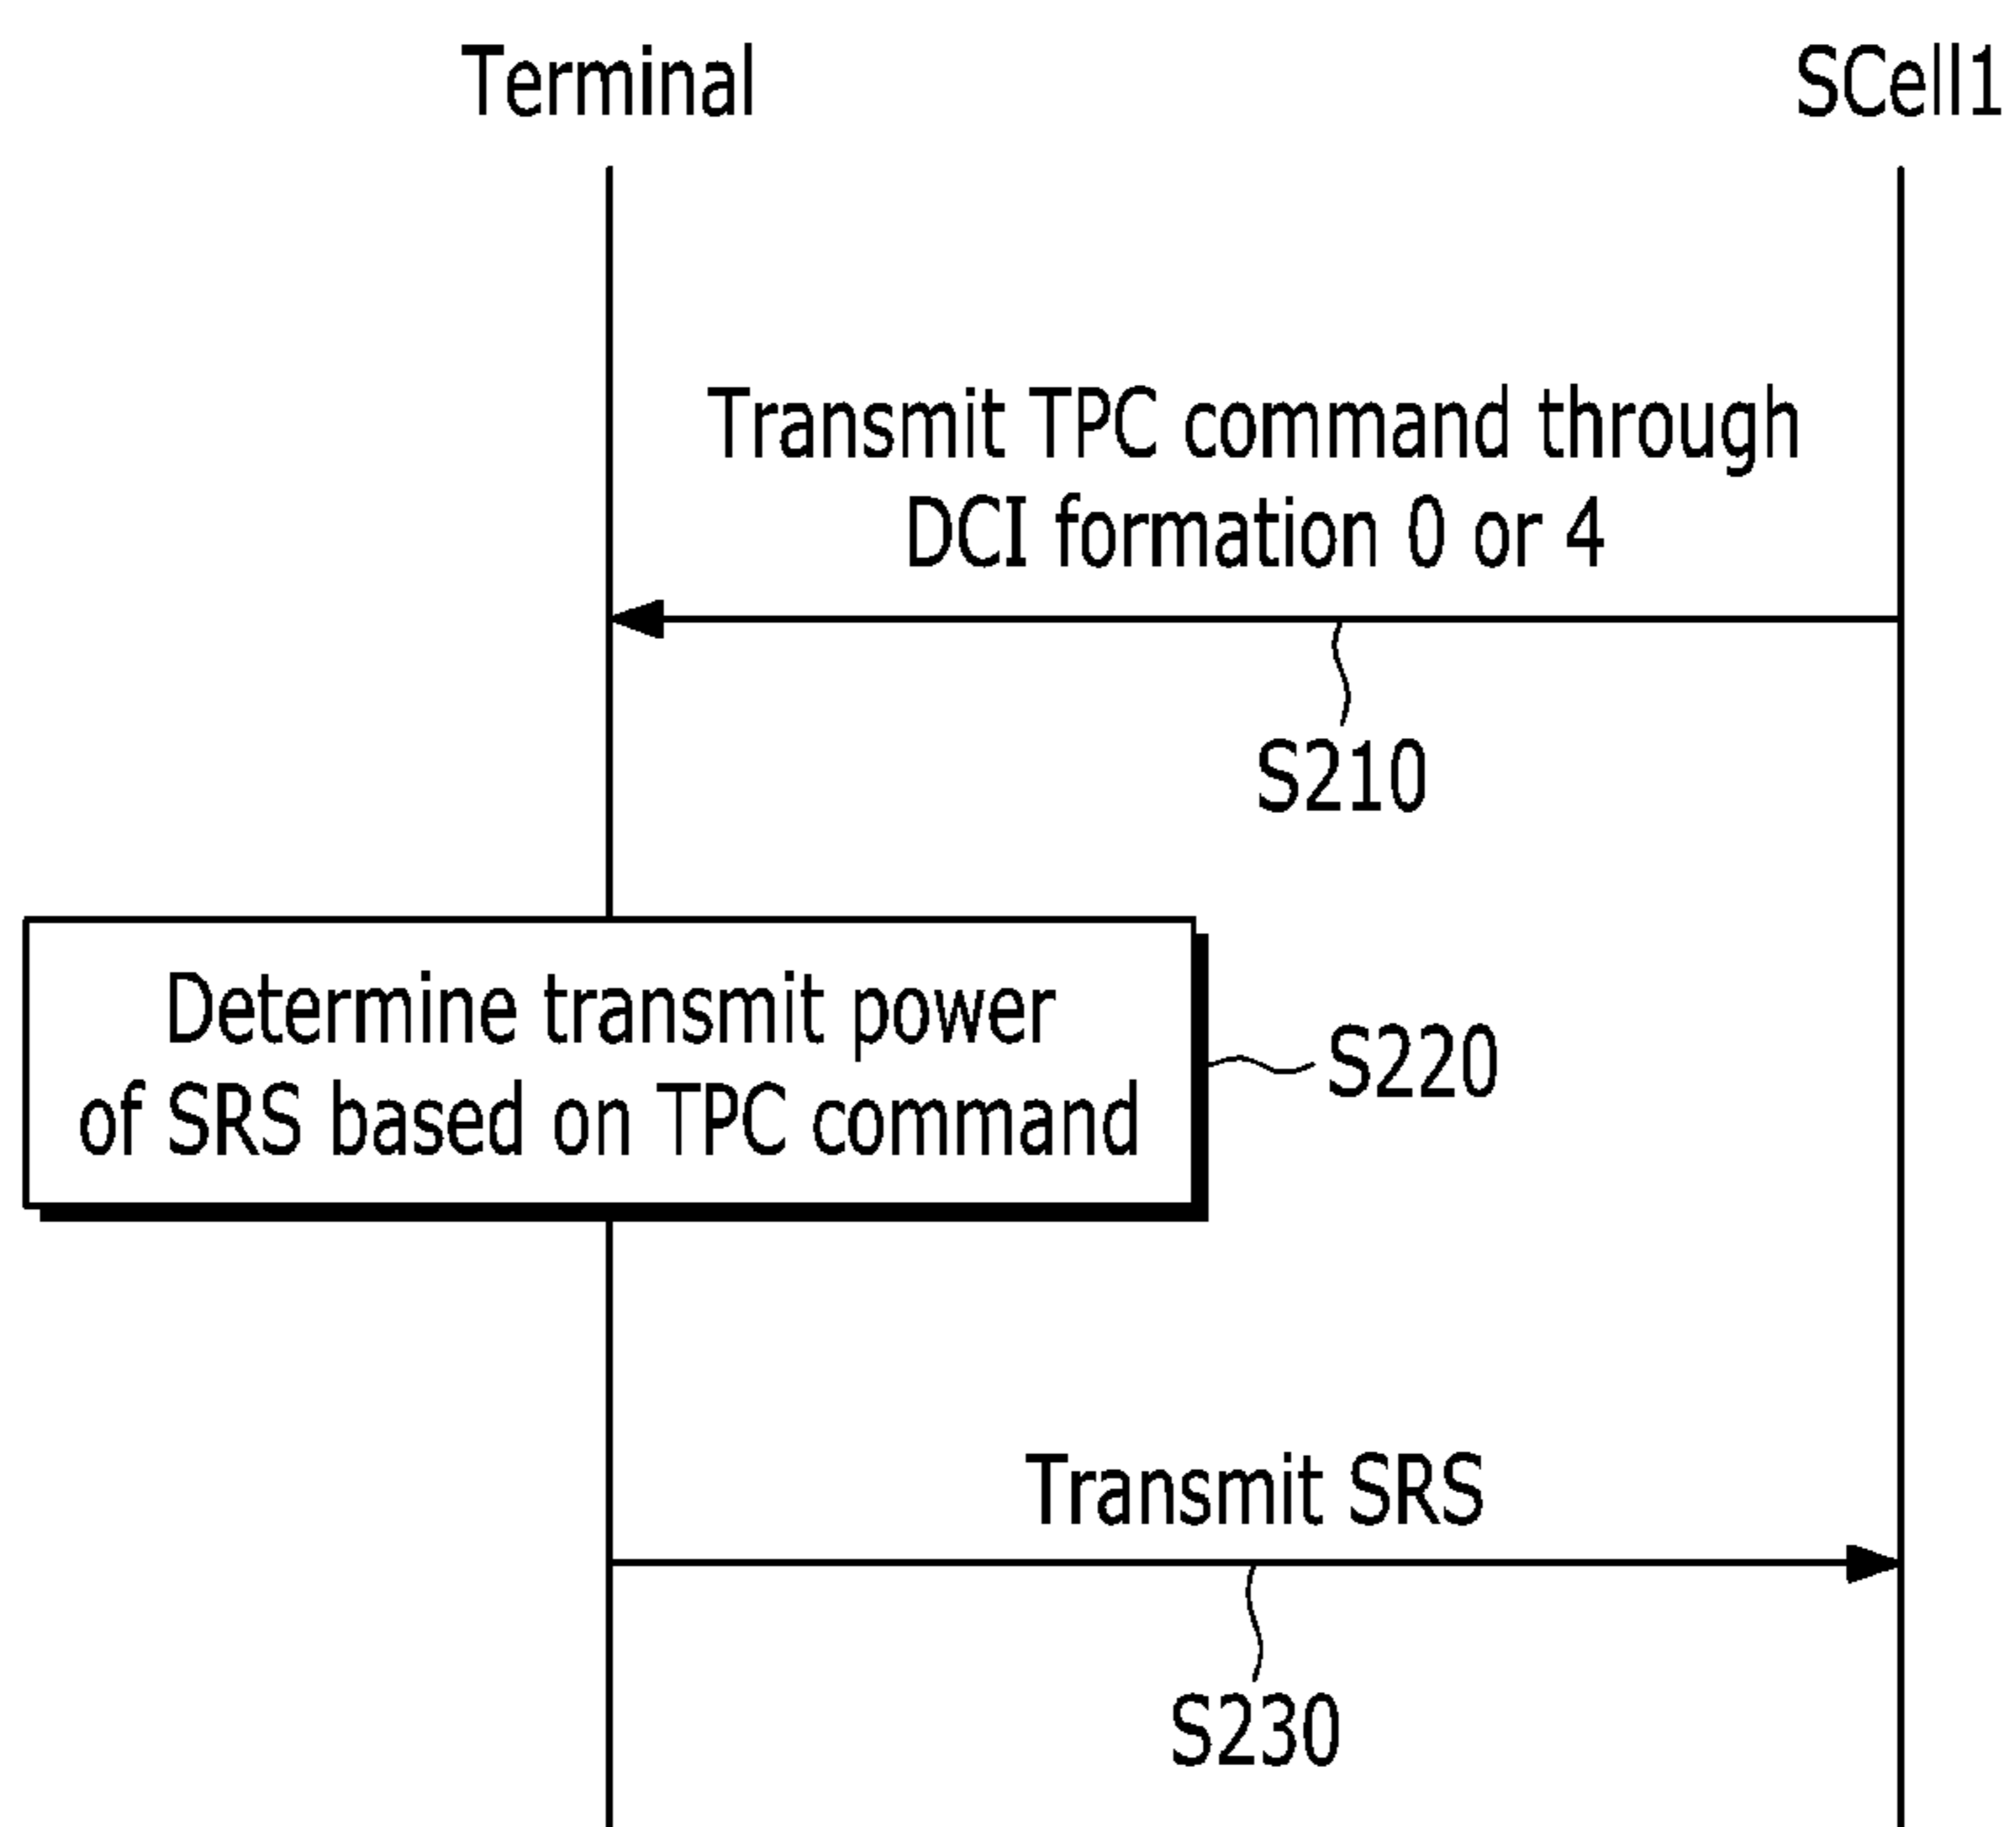 Terminal
SCell1
Transmit TPC command through
DCI formation 0 or 4
S210
Determine transmit power
of SRS based on TPC command
S220
Transmit SRS
S230